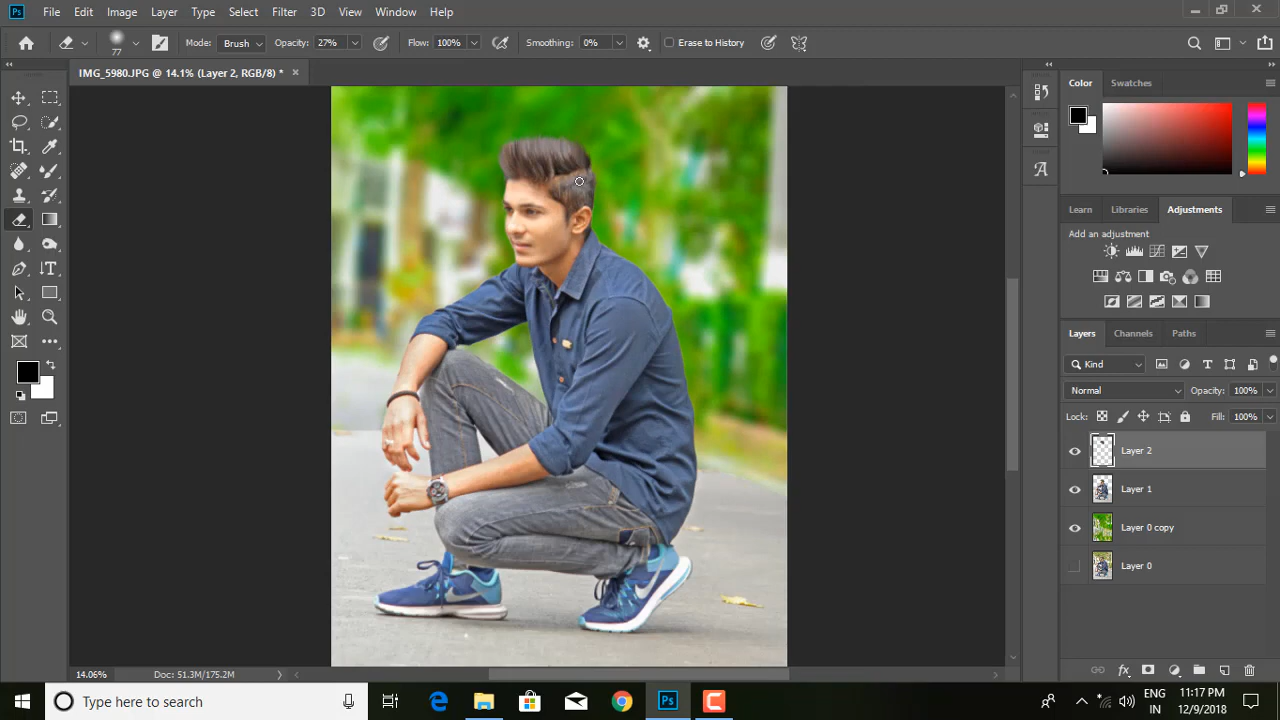 Ps File Edit Image Layer Type Select Filter 3D View Window Help
77 Mode: Brush Opacity: 27% Flow: 100% Smoothing: 0% Erase to History
IMG_5980.JPG @ 14.1% (Layer 2, RGB/8) * ×
Color Swatches
Learn Libraries Adjustments
Add an adjustment
Layers Channels Paths
Kind
Normal Opacity: 100%
Lock: Fill: 100%
Layer 2
Layer 1
Layer 0 copy
Layer 0
14.06% Doc: 51.3M/175.2M
Type here to search
Ps
ENG
IN
11:17 PM
12/9/2018